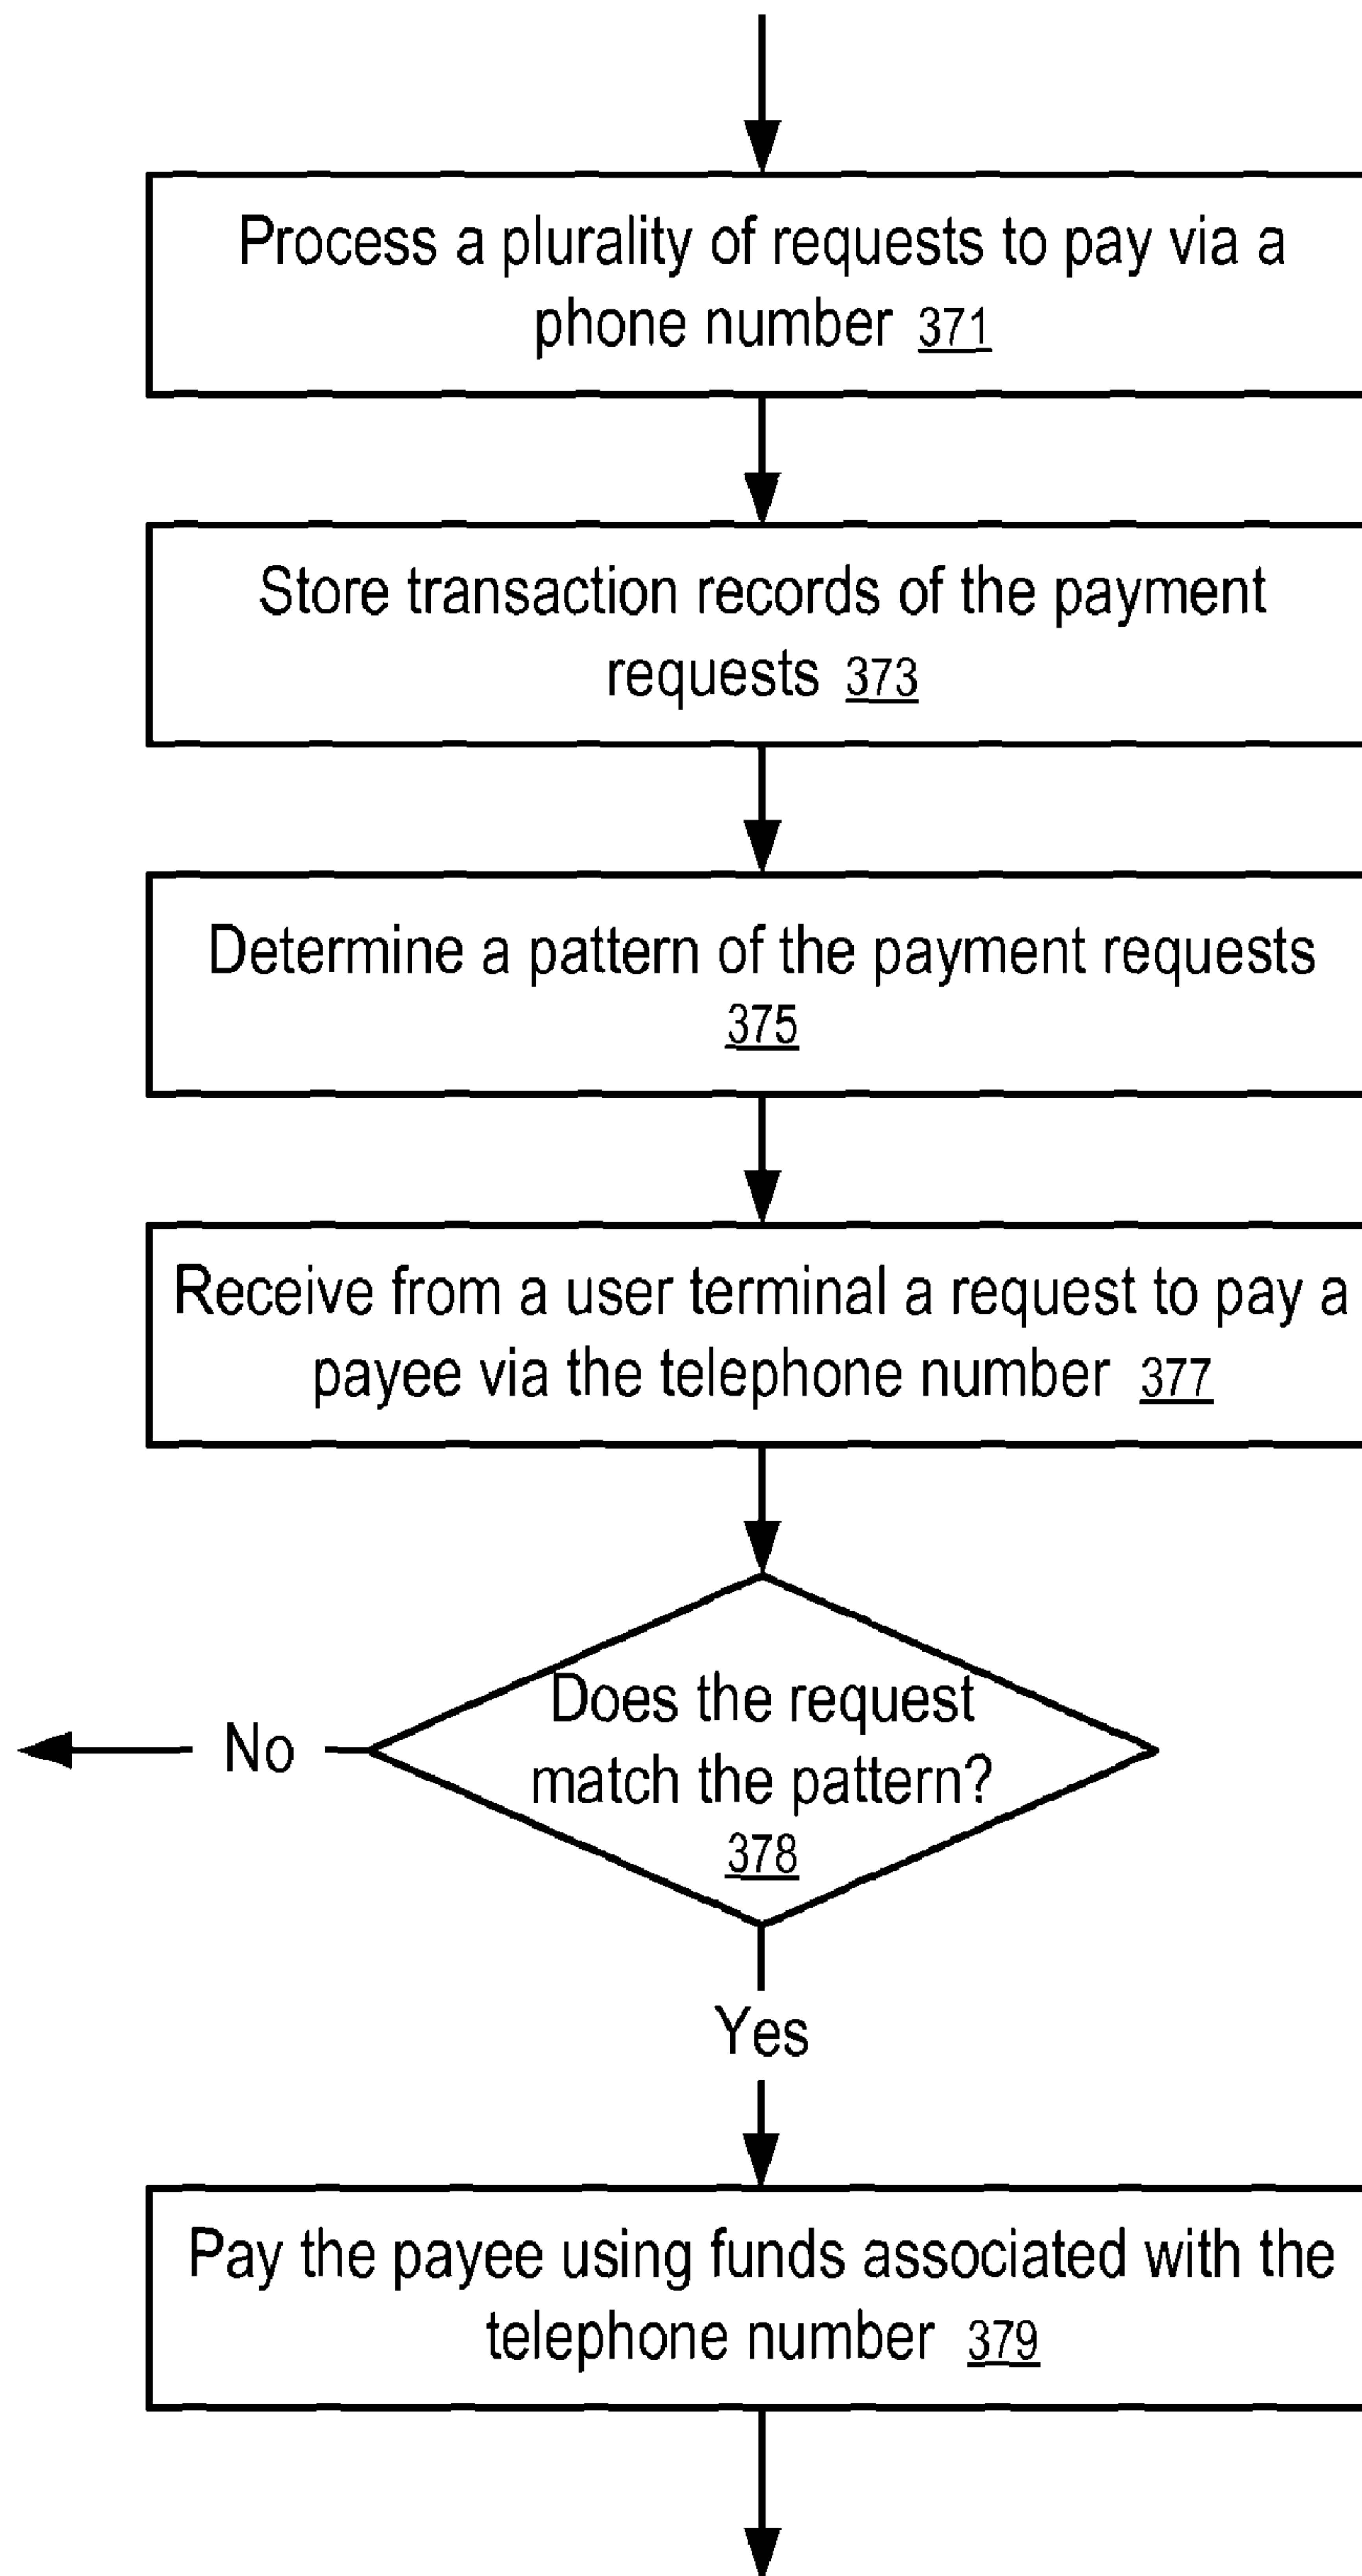 Process a plurality of requests to pay via a
phone number 371
Store transaction records of the payment
requests 373
Determine a pattern of the payment requests
375
Receive from a user terminal a request to pay a
payee via the telephone number 377
Does the request
match the pattern?
378
No
Yes
Pay the payee using funds associated with the
telephone number 379